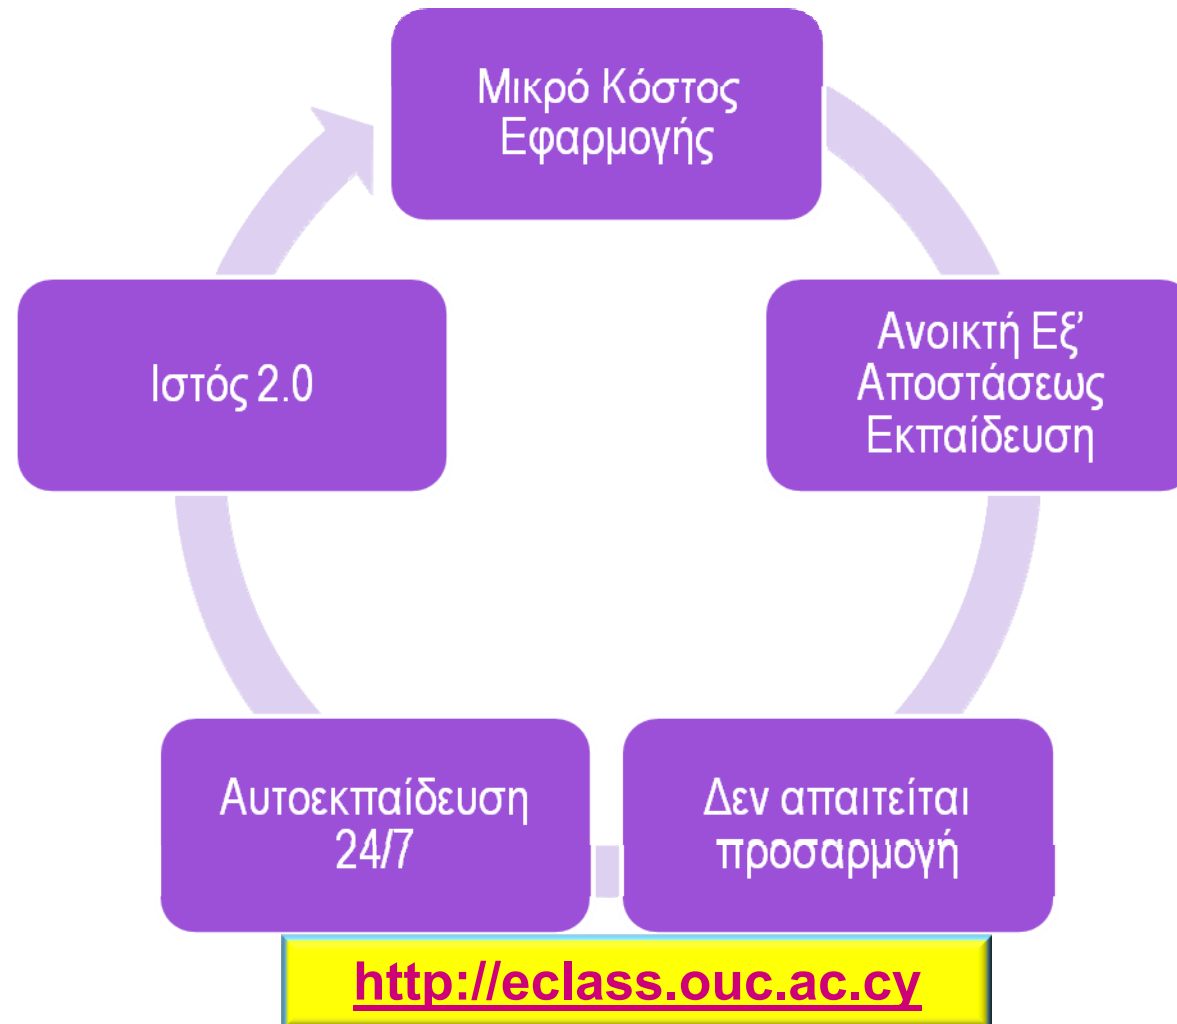 Μικρό Κόστος
Εφαρμογής
Ανοικτή Εξ’
Αποστάσεως
Εκπαίδευση
Δεν απαιτείται
προσαρμογή
Αυτοεκπαίδευση
24/7
Ιστός 2.0
http://eclass.ouc.ac.cy